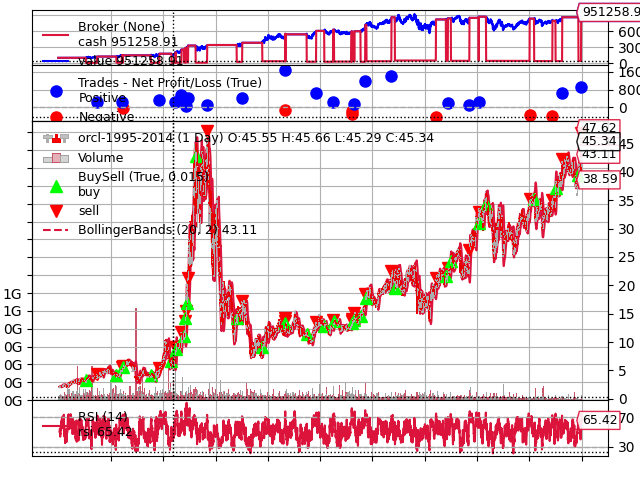 Broker (None)
cash 951258.91
value 951258.91
951258.9
600
300
0
Trades - Net Profit/Loss (True)
Positive
Negative
160
800
0
orcl-1995-2014 (1 Day) O:45.55 H:45.66 L:45.29 C:45.34
Volume
BuySell (True, 0.015)
buy
sell
BollingerBands (20, 2) 43.11
47.62
45.34
43.11
38.59
45
40
35
30
25
20
15
10
5
0
1G
1G
0G
0G
0G
0G
0G
RSI (14)
rsi 65.42
65.42
70
30